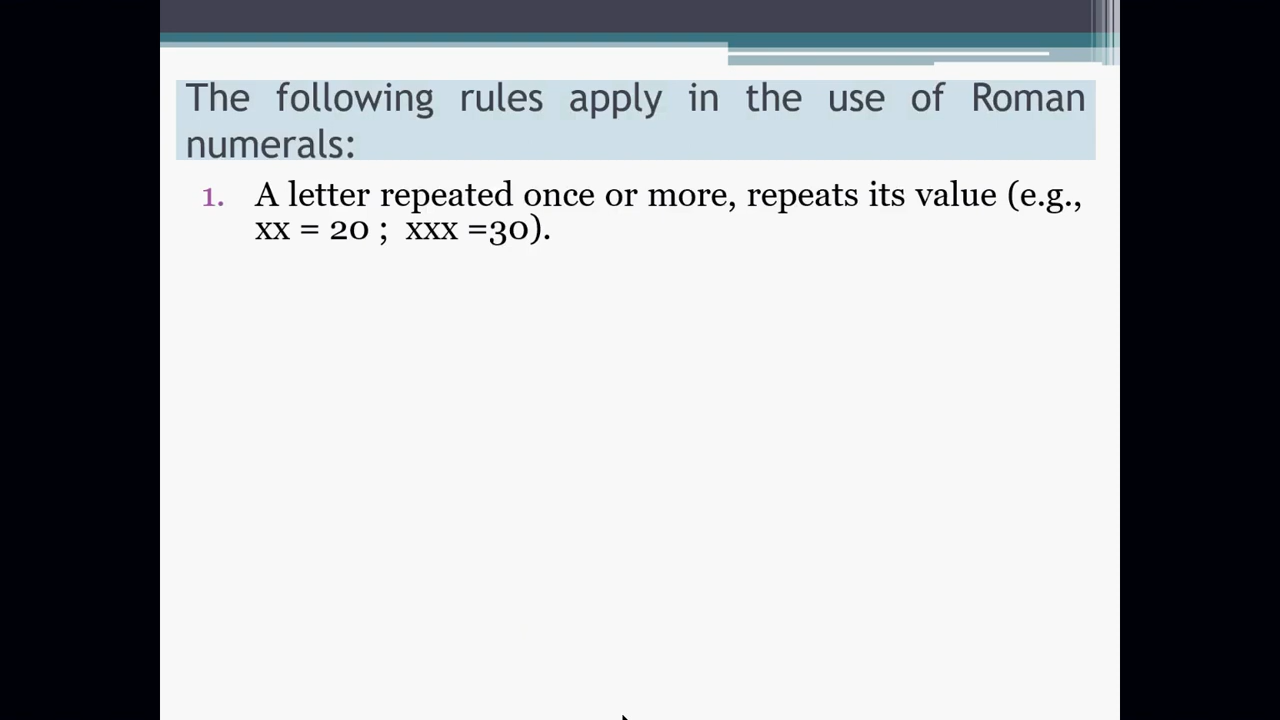 The following rules apply in the use of Roman
numerals:
1. A letter repeated once or more, repeats its value (e.g.,
xx = 20 ; xxx =30).